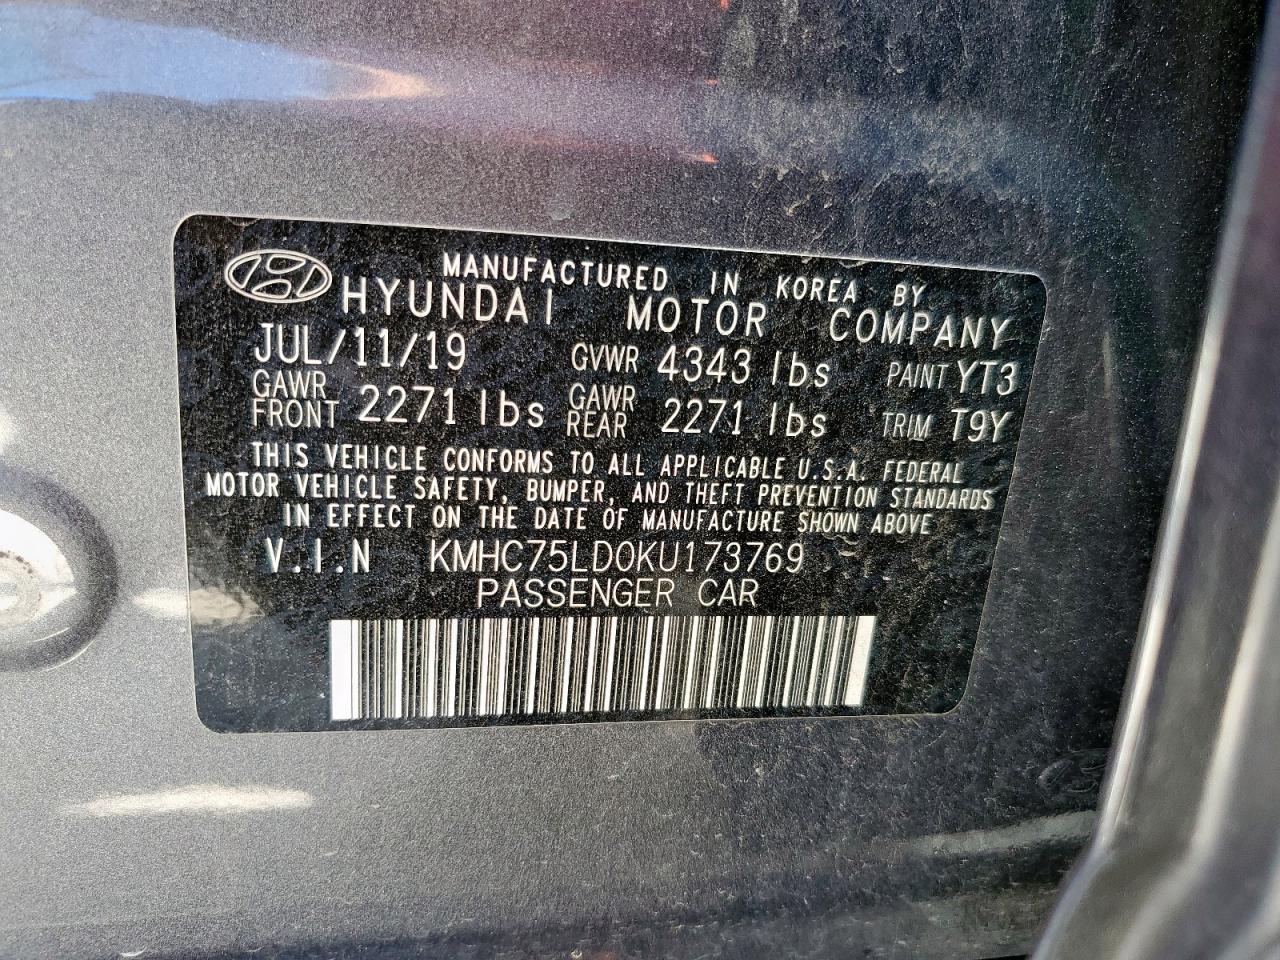 MANUFACTURED IN KOREA BY
HYUNDAI MOTOR COMPANY
JUL/11/19 GVWR 4343 lbs PAINT YT3
GAWR FRONT 2271 lbs GAWR REAR 2271 lbs TRIM T9Y
THIS VEHICLE CONFORMS TO ALL APPLICABLE U.S.A. FEDERAL
MOTOR VEHICLE SAFETY, BUMPER, AND THEFT PREVENTION STANDARDS
IN EFFECT ON THE DATE OF MANUFACTURE SHOWN ABOVE
V.I.N KMHC75LD0KU173769
PASSENGER CAR